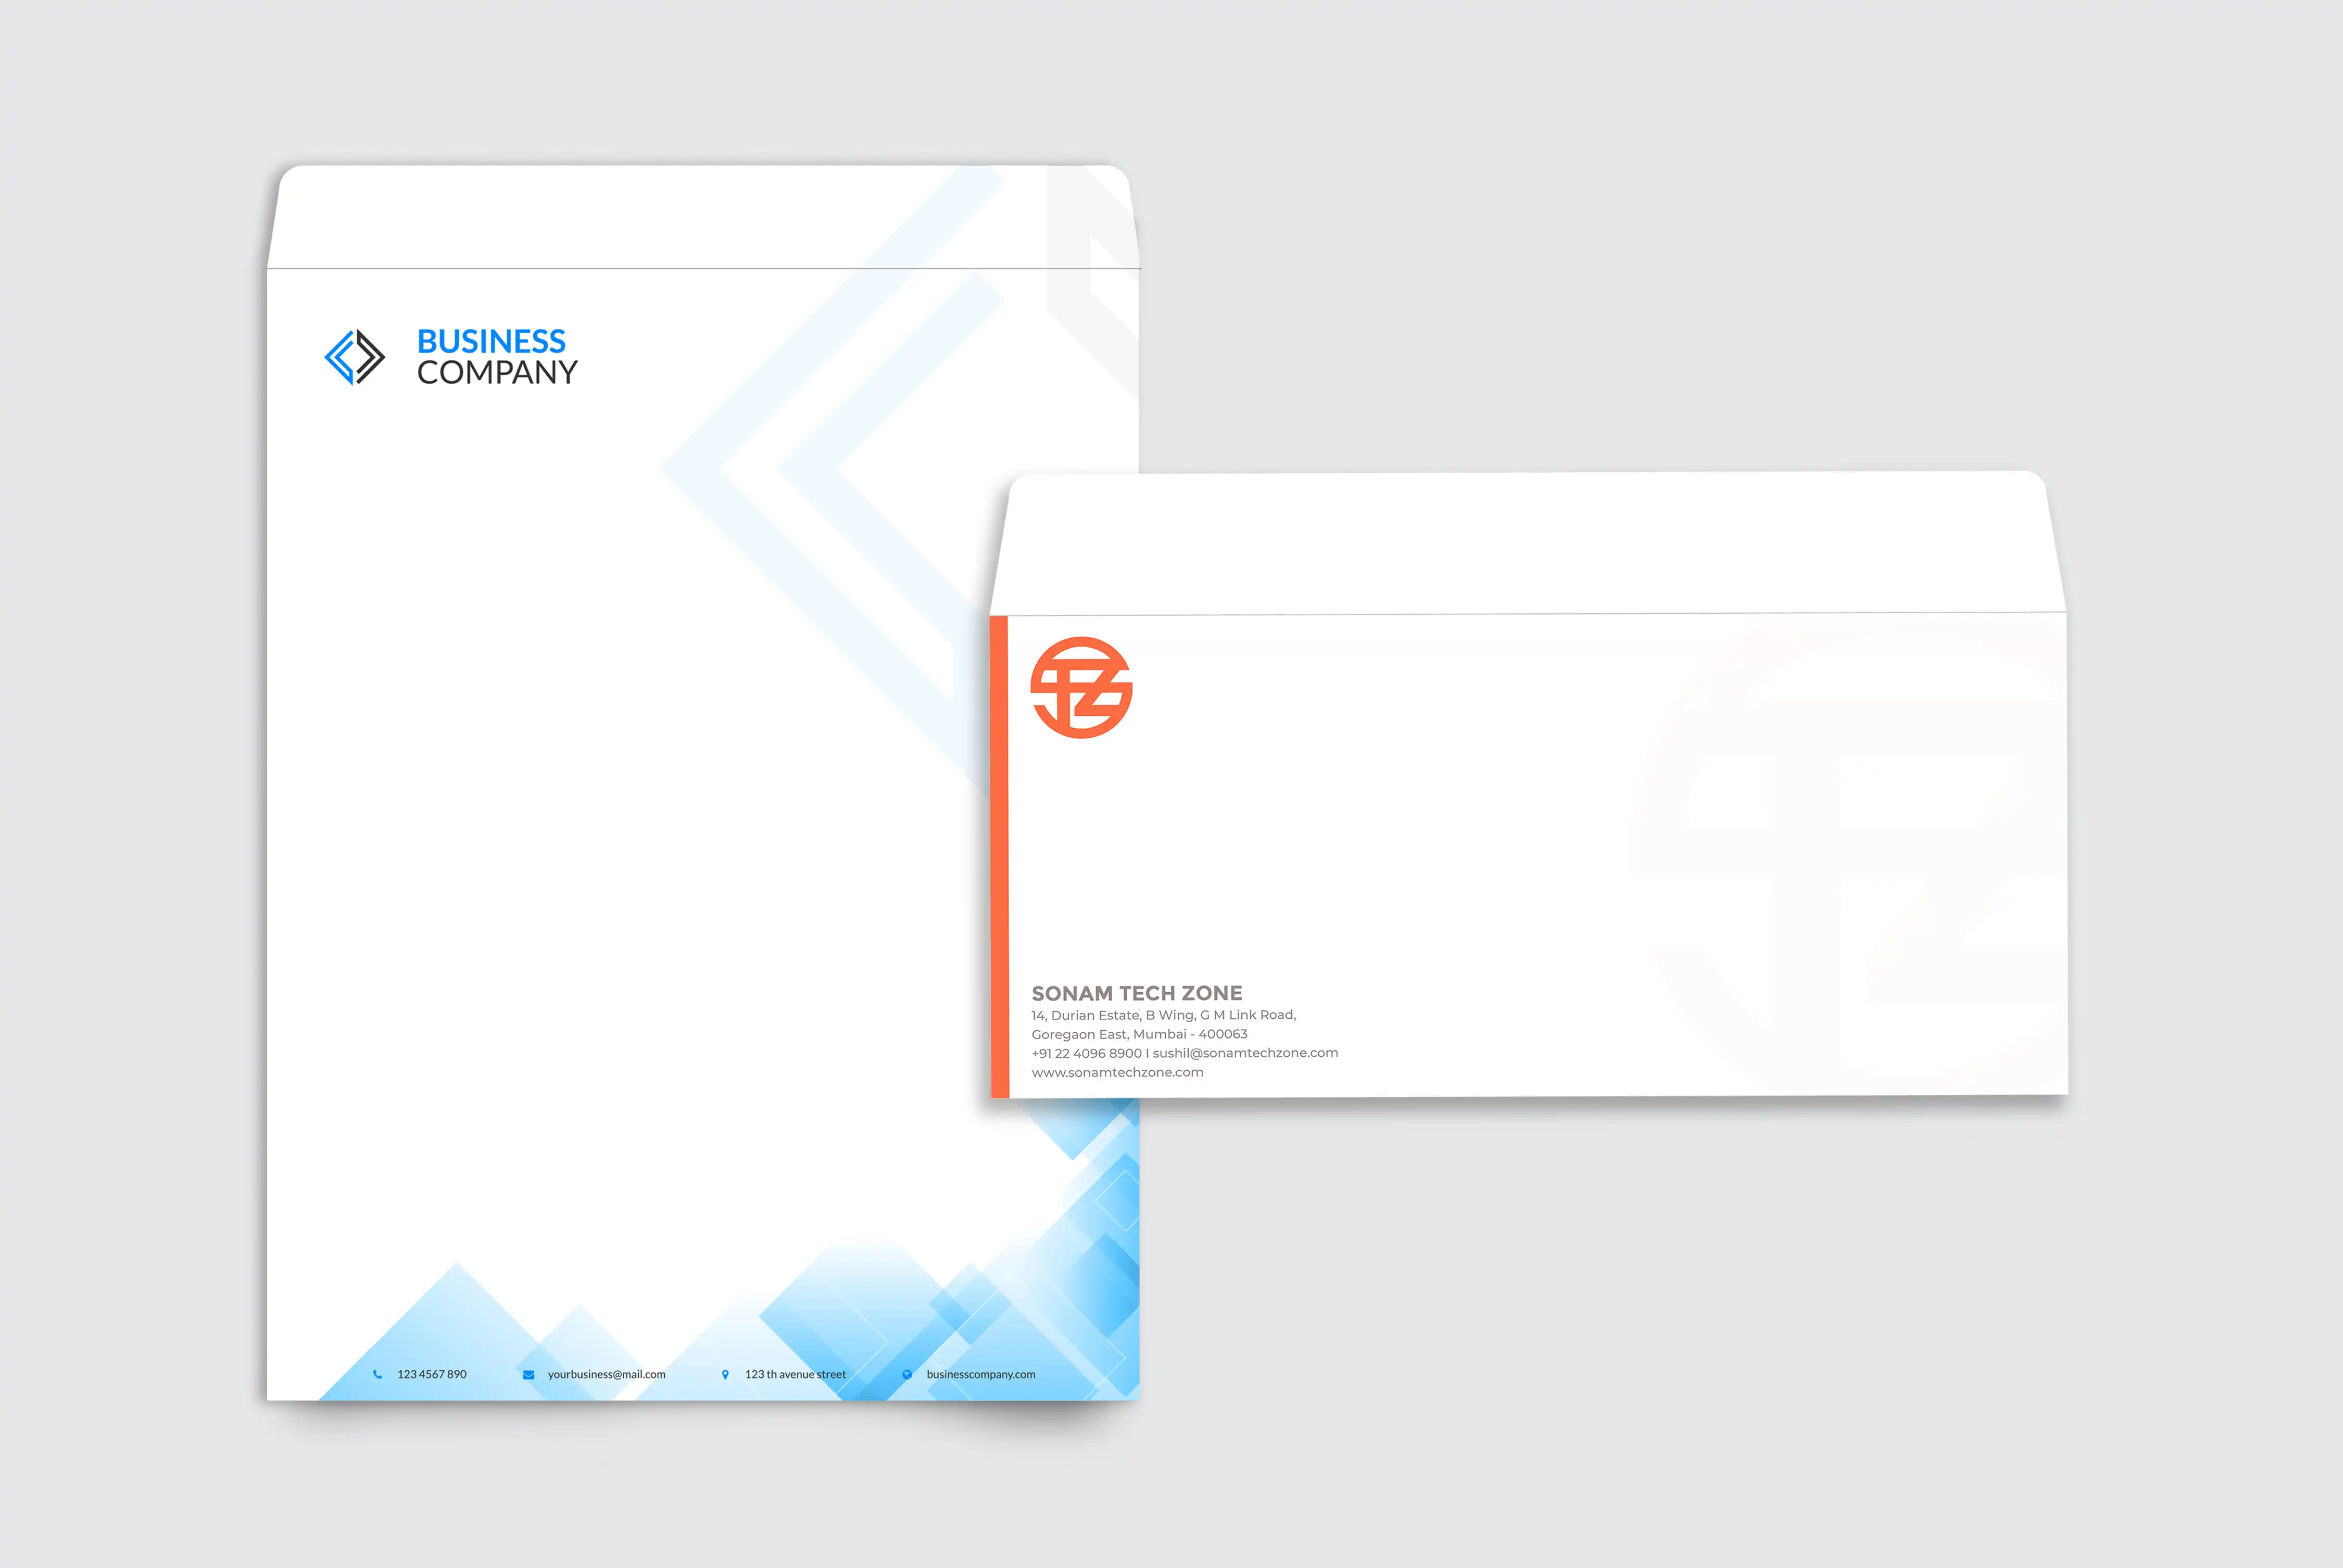 BUSINESS
COMPANY
123 4567 890
yourbusiness@mail.com
123 th avenue street
businesscompany.com
STZ
SONAM TECH ZONE
14, Durian Estate, B Wing, G M Link Road,
Goregaon East, Mumbai - 400063
+91 22 4096 8900 I sushil@sonamtechzone.com
www.sonamtechzone.com